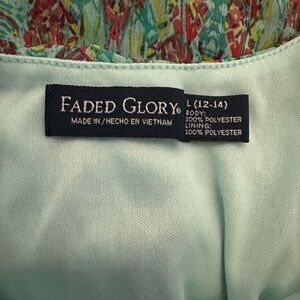 FADED GLORY®
MADE IN/HECHO EN VIETNAM
L (12-14)
BODY:
100% POLYESTER
LINING:
100% POLYESTER